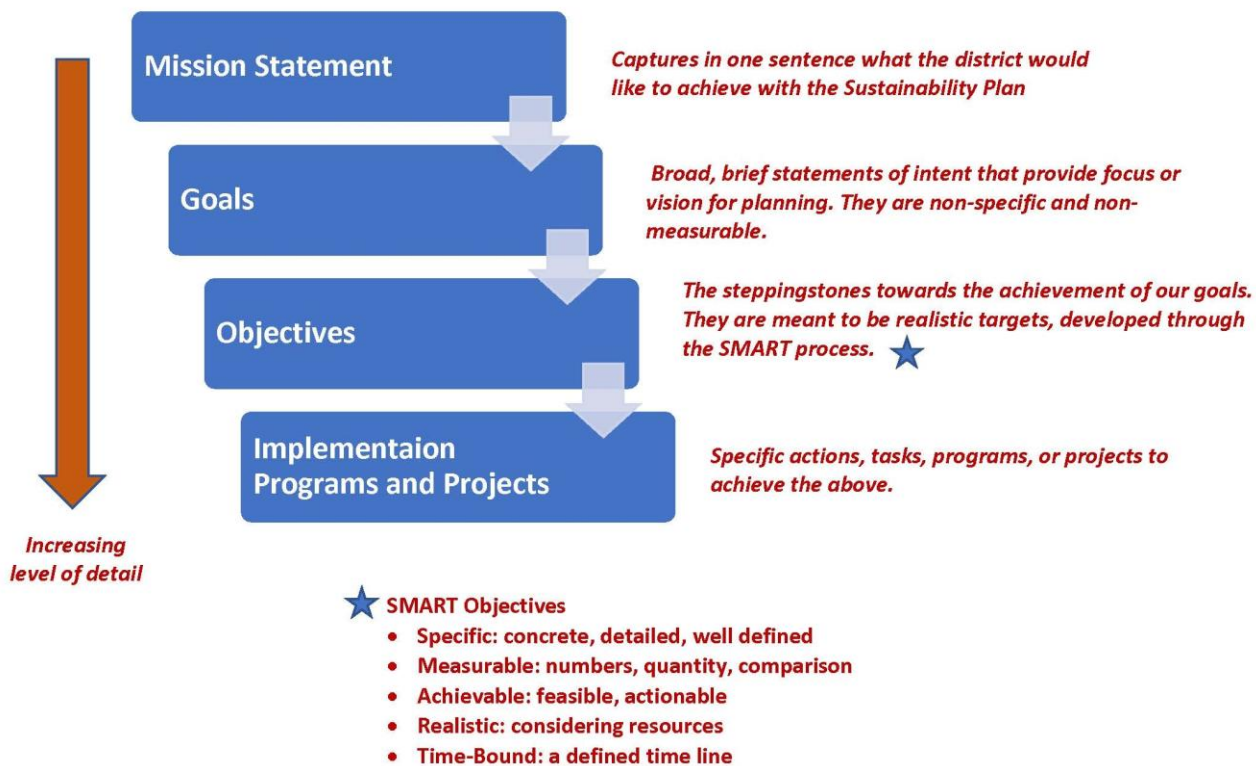 Mission Statement
Captures in one sentence what the district would
like to achieve with the Sustainability Plan
Goals
Broad, brief statements of intent that provide focus or
vision for planning. They are non-specific and non-
measurable.
Objectives
The steppingstones towards the achievement of our goals.
They are meant to be realistic targets, developed through
the SMART process.
Implementaion
Programs and Projects
Specific actions, tasks, programs, or projects to
achieve the above.
Increasing
level of detail
SMART Objectives
• Specific: concrete, detailed, well defined
• Measurable: numbers, quantity, comparison
• Achievable: feasible, actionable
• Realistic: considering resources
• Time-Bound: a defined time line